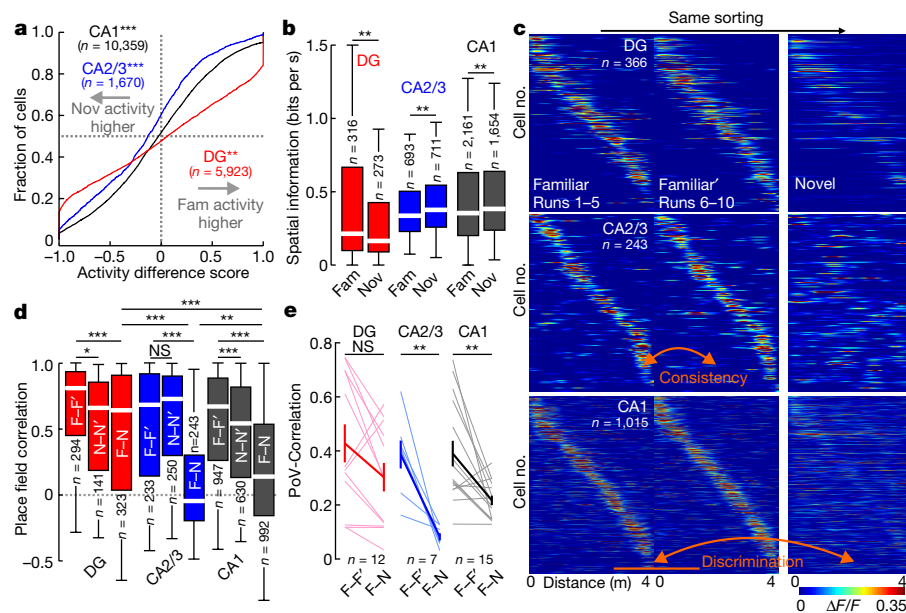 a
CA1***
(n = 10,359)
CA2/3***
(n = 1,670)
Nov activity
higher
DG**
(n = 5,923)
Fam activity
higher
Fraction of cells
1.0
0.8
0.6
0.4
0.2
0
-1.0
-0.5
0
0.5
1.0
Activity difference score
b
Spatial information (bits per s)
1.5
1.0
0.5
0
**
DG
CA2/3
**
CA1
**
n = 316
n = 273
n = 693
n = 711
n = 2,161
n = 1,654
Fam
Nov
Fam
Nov
Fam
Nov
c
Same sorting
DG
n = 366
Cell no.
Familiar
Runs 1–5
Familiar′
Runs 6–10
Novel
CA2/3
n = 243
Cell no.
Consistency
CA1
n = 1,015
Cell no.
Discrimination
0 Distance (m) 4
0 4
0 4
0 ΔF/F 0.35
d
Place field correlation
1.0
0.5
0
–0.5
***
***
**
***
NS
***
***
*
***
***
F–F′
N–N′
F–N
F–F′
N–N′
F–N
F–F′
N–N′
F–N
n = 294
n = 141
n = 323
n = 233
n = 250
n=243
n = 947
n = 630
n = 992
DG
CA2/3
CA1
e
PoV-Correlation
0.8
0.6
0.4
0.2
0
DG
NS
CA2/3
**
CA1
**
n = 12
n = 7
n = 15
F–F′
F–N
F–F′
F–N
F–F′
F–N